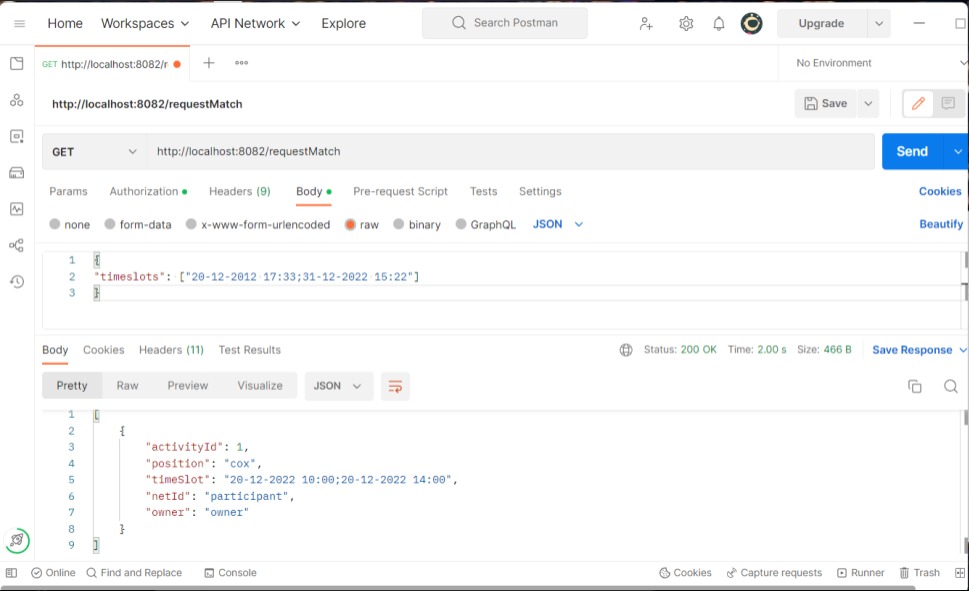 Home Workspaces API Network Explore Search Postman Upgrade
GET http://localhost:8082/r No Environment
http://localhost:8082/requestMatch Save
GET http://localhost:8082/requestMatch Send
Params Authorization Headers (9) Body Pre-request Script Tests Settings Cookies
none form-data x-www-form-urlencoded raw binary GraphQL JSON Beautify
1 {
2 "timeslots": ["20-12-2012 17:33;31-12-2022 15:22"]
3 }
Body Cookies Headers (11) Test Results Status: 200 OK Time: 2.00 s Size: 466 B Save Response
Pretty Raw Preview Visualize JSON
1 [
2 {
3 "activityId": 1,
4 "position": "cox",
5 "timeSlot": "20-12-2022 10:00;20-12-2022 14:00",
6 "netId": "participant",
7 "owner": "owner"
8 }
9 ]
Online Find and Replace Console Cookies Capture requests Runner Trash